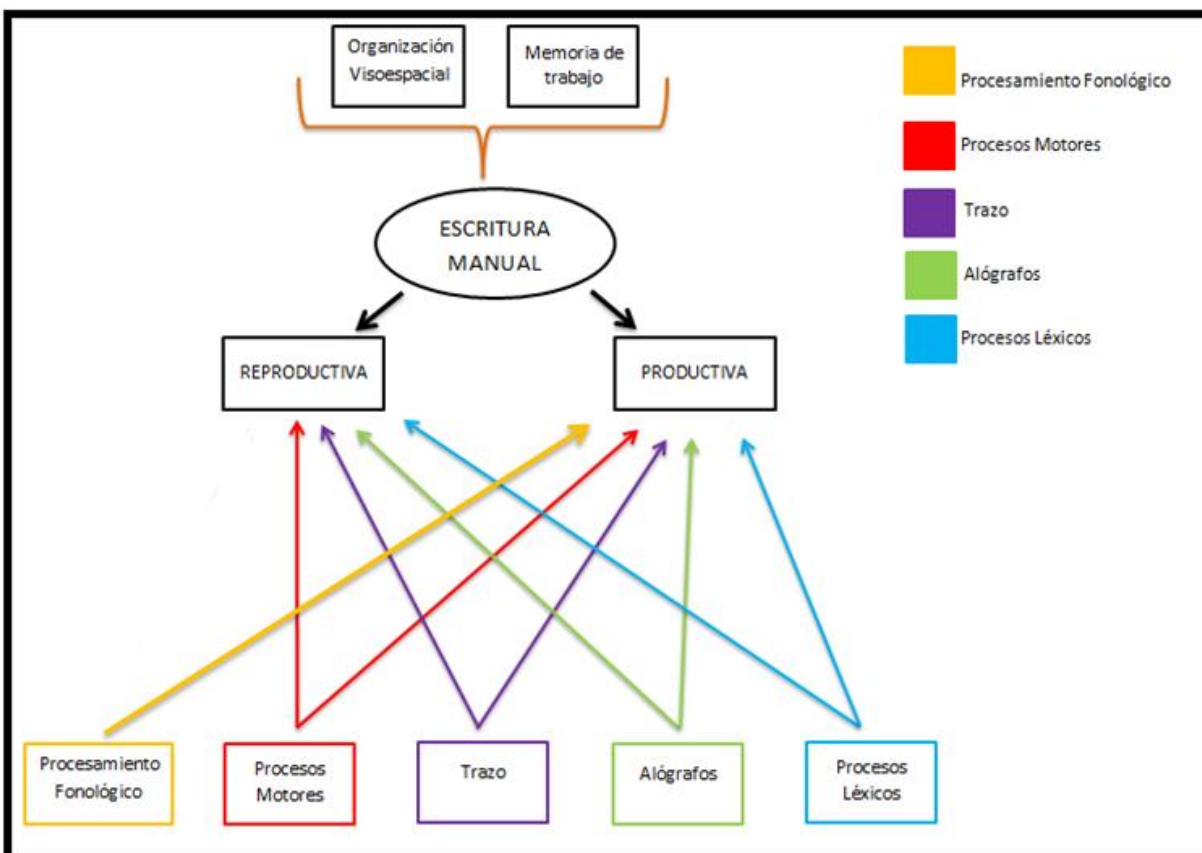 Organización
Visoespacial
Memoria de
trabajo
Procesamiento Fonológico
Procesos Motores
Trazo
Alógrafos
Procesos Léxicos
ESCRITURA
MANUAL
REPRODUCTIVA
PRODUCTIVA
Procesamiento
Fonológico
Procesos
Motores
Trazo
Alógrafos
Procesos
Léxicos